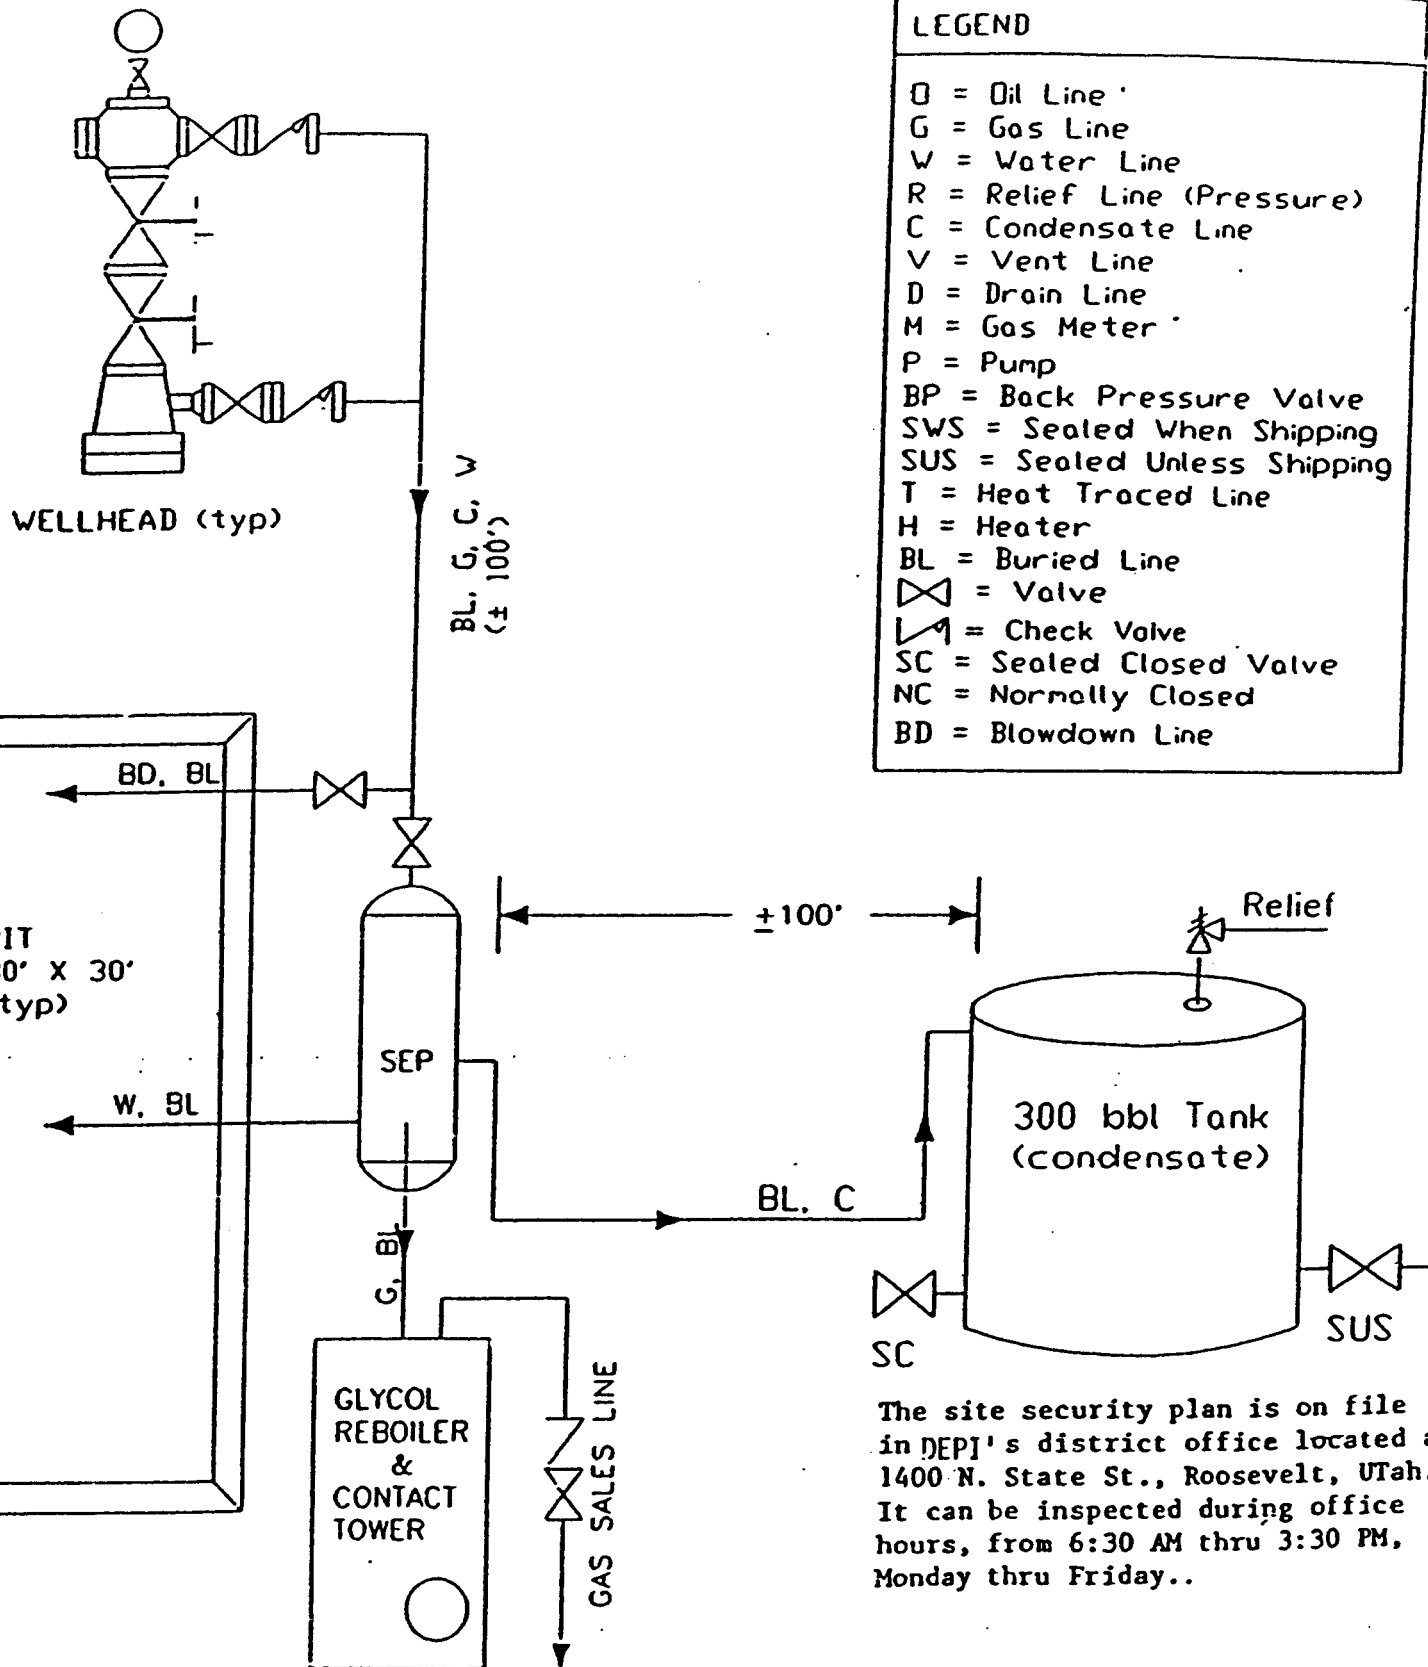 LEGEND
O = Oil Line
G = Gas Line
W = Water Line
R = Relief Line (Pressure)
C = Condensate Line
V = Vent Line
D = Drain Line
M = Gas Meter
P = Pump
BP = Back Pressure Valve
SWS = Sealed When Shipping
SUS = Sealed Unless Shipping
T = Heat Traced Line
H = Heater
BL = Buried Line
= Valve
= Check Valve
SC = Sealed Closed Valve
NC = Normally Closed
BD = Blowdown Line
WELLHEAD (typ)
BL, G, C, W
(± 100')
BD, BL
±100'
Relief
IT
0' X 30'
typ)
SEP
W, BL
300 bbl Tank
(condensate)
BL, C
G, BL
SC
SUS
GLYCOL
REBOILER
&
CONTACT
TOWER
GAS SALES LINE
The site security plan is on file
in DEPI's district office located
1400 N. State St., Roosevelt, UTah.
It can be inspected during office
hours, from 6:30 AM thru 3:30 PM,
Monday thru Friday..